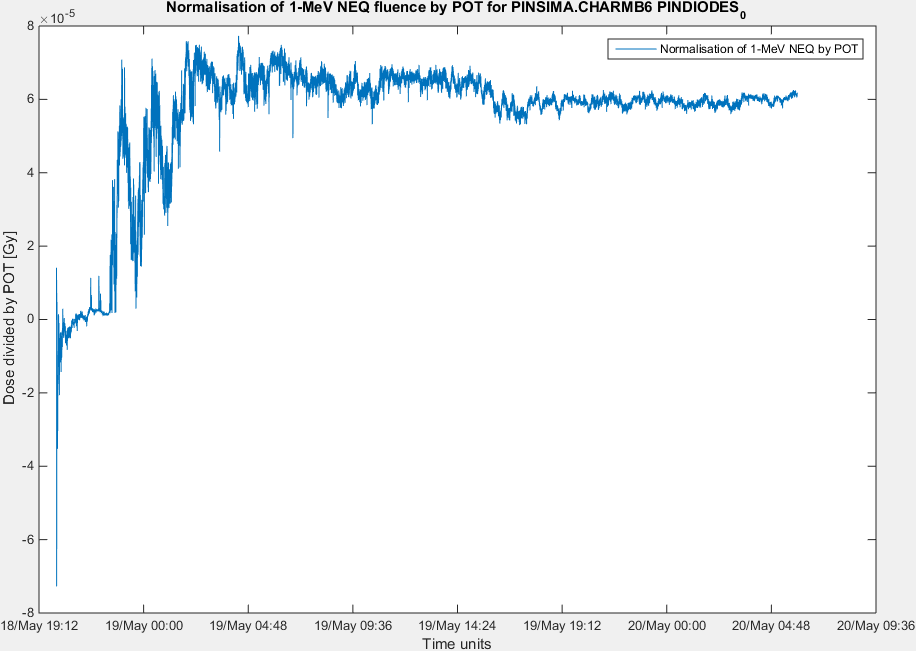 Normalisation of 1-MeV NEQ fluence by POT for PINSIMA.CHARMB6 PINDIODES0
×10-5
Normalisation of 1-MeV NEQ by POT
8
6
4
2
0
-2
-4
-6
-8
Dose divided by POT [Gy]
18/May 19:12 19/May 00:00 19/May 04:48 19/May 09:36 19/May 14:24 19/May 19:12 20/May 00:00 20/May 04:48 20/May 09:36
Time units